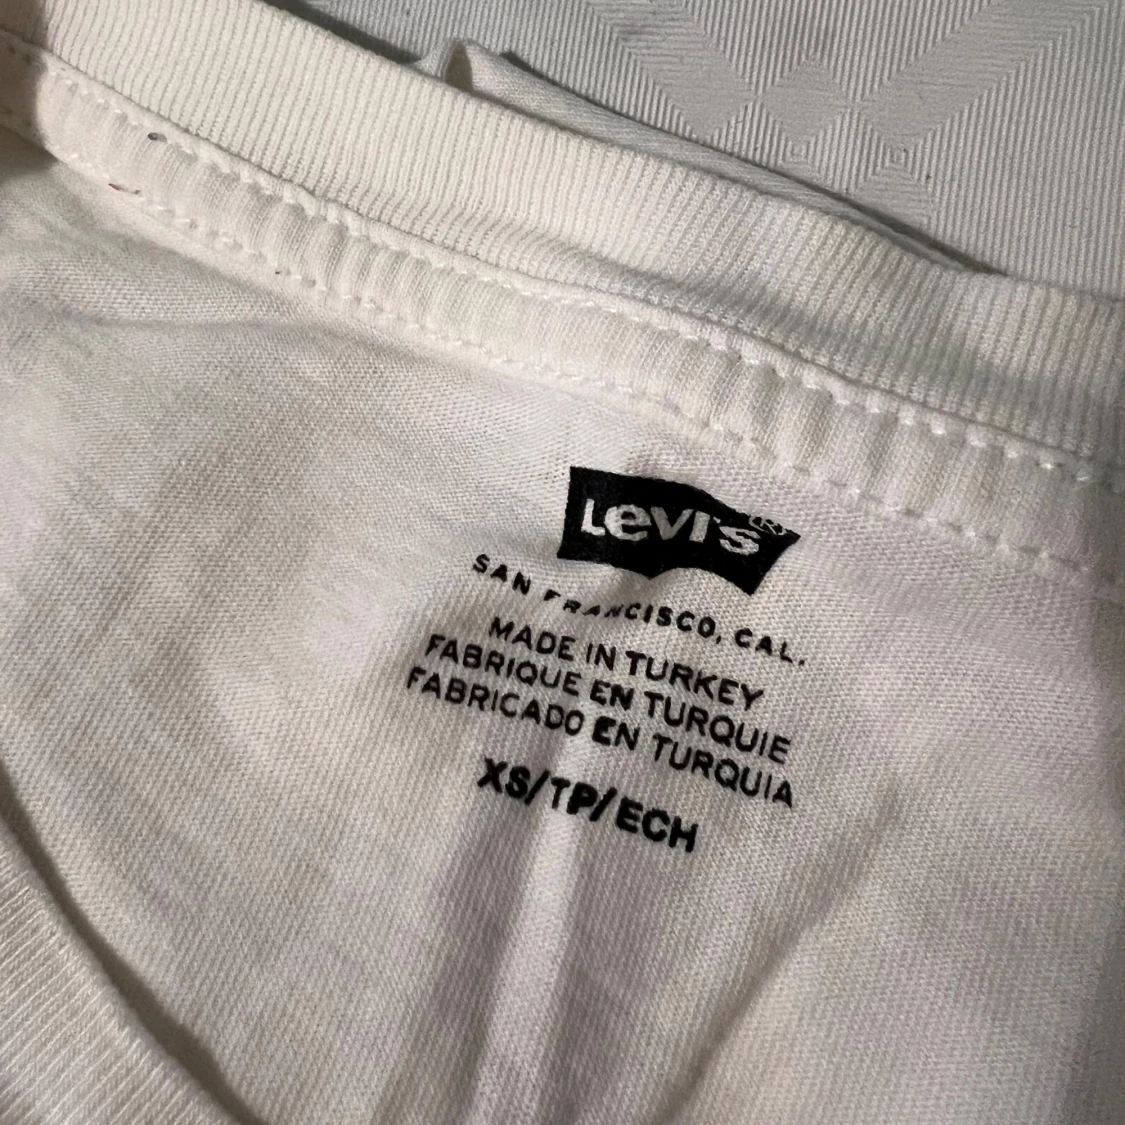 Levi's®
SAN FRANCISCO, CAL.
MADE IN TURKEY
FABRIQUE EN TURQUIE
FABRICADO EN TURQUIA
XS/TP/ECH